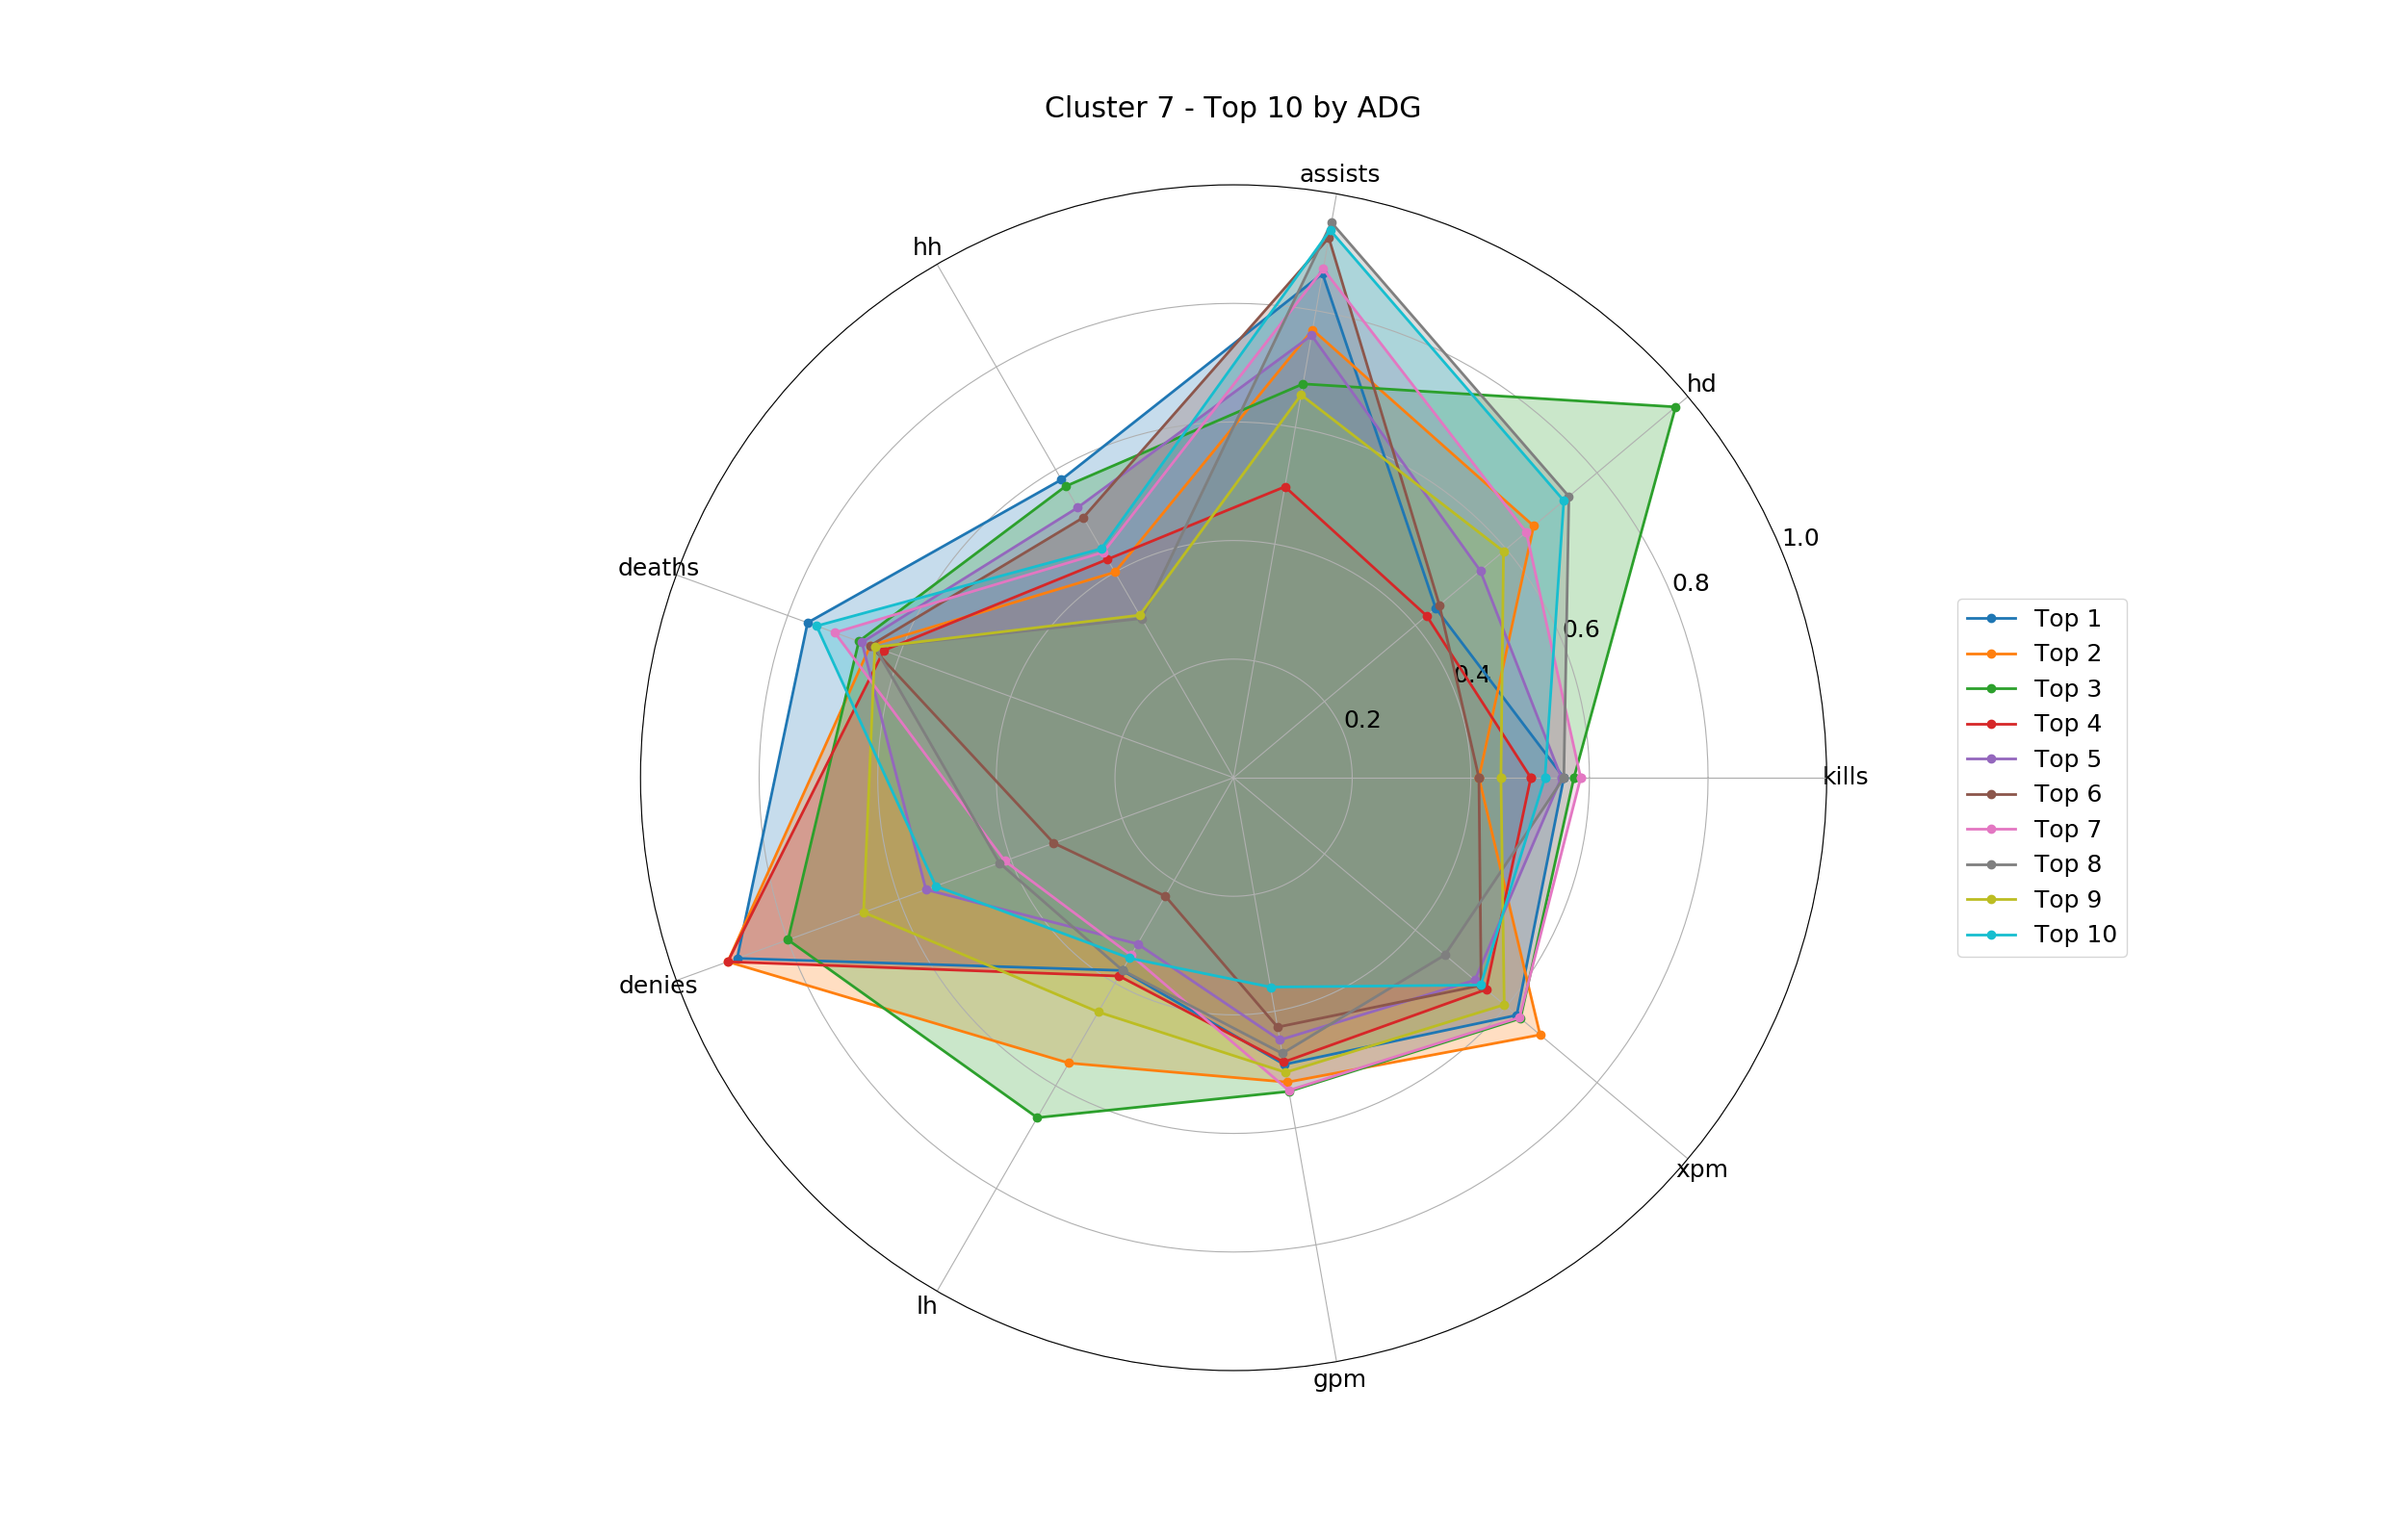 Cluster 7 - Top 10 by ADG
assists
hh
hd
deaths
1.0
0.8
0.6
0.4
0.2
kills
denies
xpm
lh
gpm
Top 1
Top 2
Top 3
Top 4
Top 5
Top 6
Top 7
Top 8
Top 9
Top 10